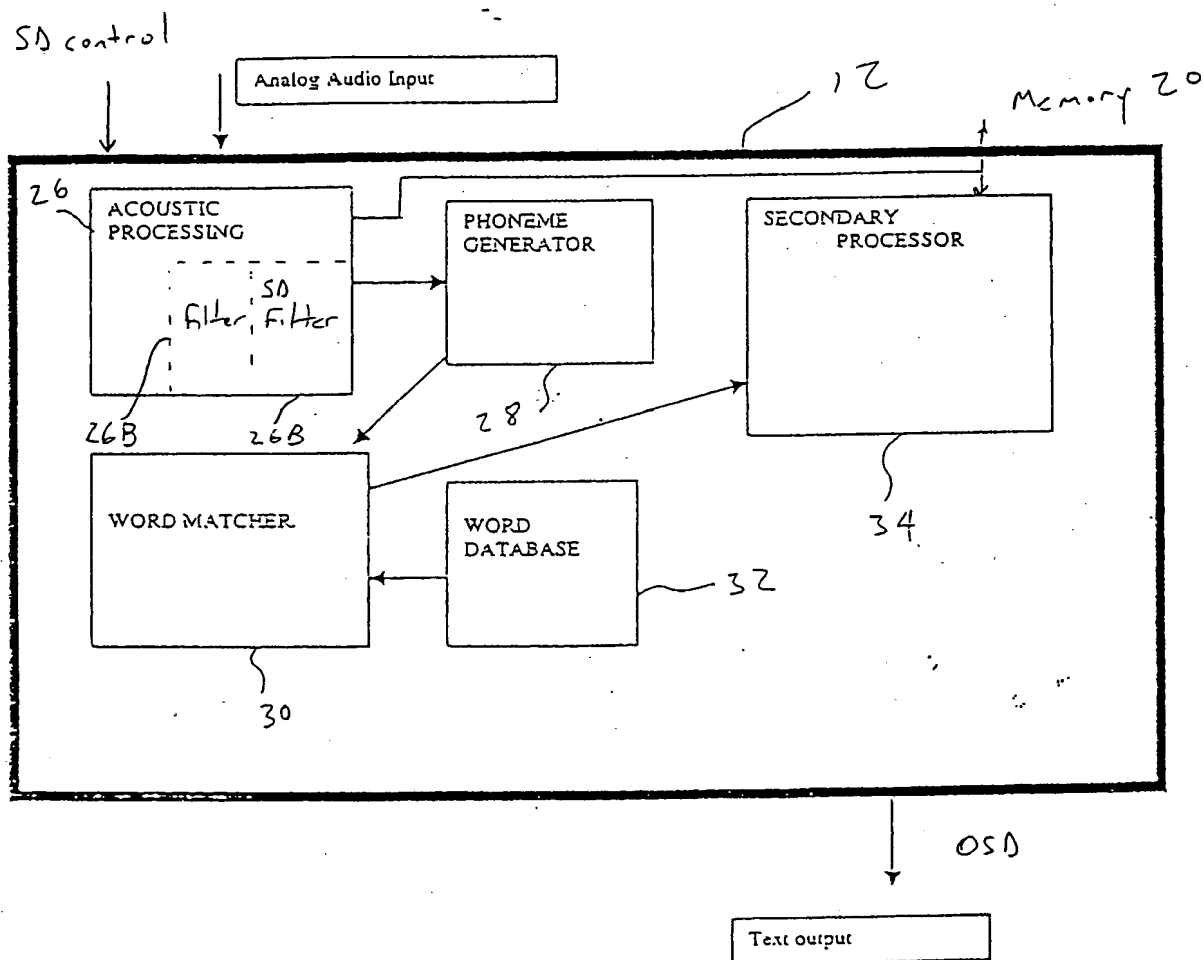 SD control
Analog Audio Input
12
Memory 20
26
ACOUSTIC
PROCESSING
Filter
SD
Filter
26B
26B
PHONEME
GENERATOR
28
SECONDARY
PROCESSOR
34
WORD MATCHER
30
WORD
DATABASE
32
OSD
Text output